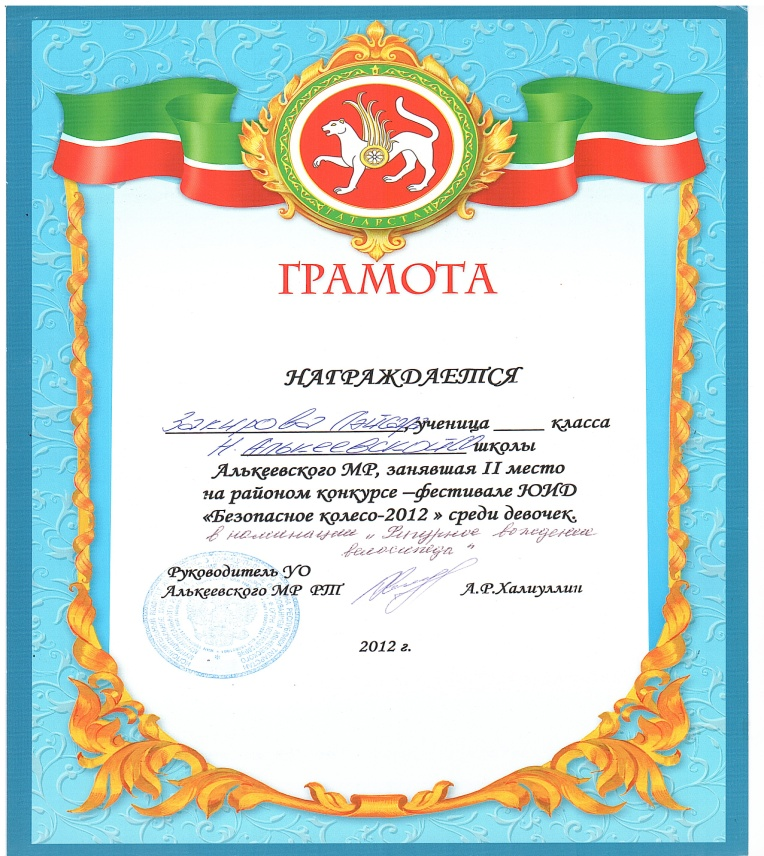 ТАТАРСТАН
ГРАМОТА
НАГРАЖДАЕТСЯ
Закирова, ученица _____ класса
Н. Алькеевской школы
Алькеевского МР, занявшая II место
на районом конкурсе –фестивале ЮИД
«Безопасное колесо-2012 » среди девочек.
в номинации „Фигурное вождение
велосипеда"
Руководитель УО
Алькеевского МР РТ А.Р.Халиуллин
2012 г.